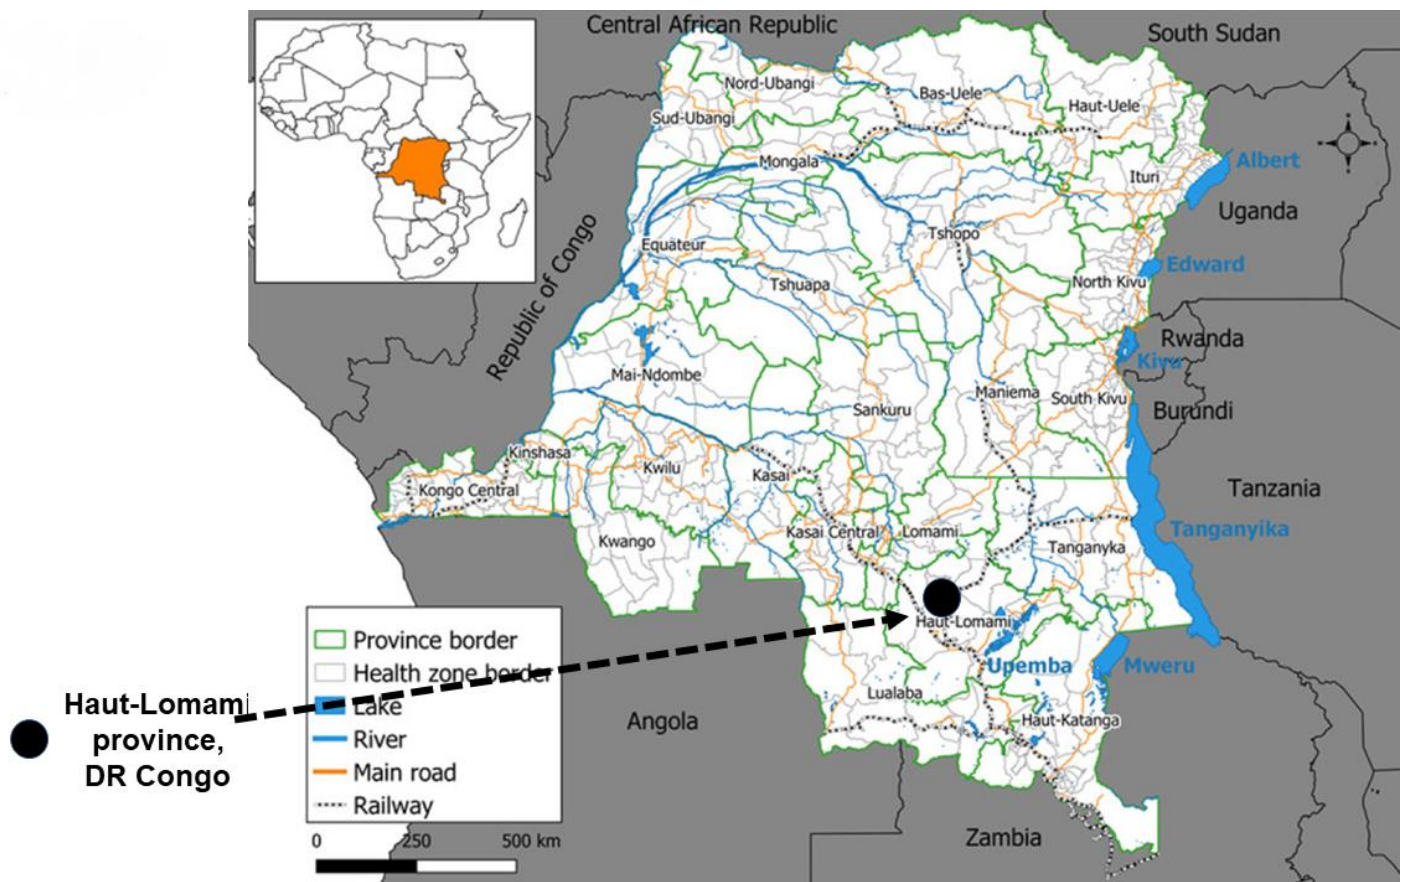 Central African Republic
South Sudan
Nord-Ubangi
Bas-Uele
Haut-Uele
Sud-Ubangi
Mongala
Albert
Ituri
Uganda
Republic of Congo
Equateur
Tshopo
Edward
North Kivu
Tshuapa
Rwanda
Kivu
Mai-Ndombe
Maniema
South Kivu
Sankuru
Burundi
Kinshasa
Kwilu
Kasai
Kongo Central
Tanzania
Kasai Central
Lomami
Tanganyika
Kwango
Tanganyka
Haut-Lomami
Upemba
Mweru
Lualaba
Haut-Katanga
Angola
Zambia
Province border
Health zone border
Lake
River
Main road
Railway
0 250 500 km
Haut-Lomami
province,
DR Congo